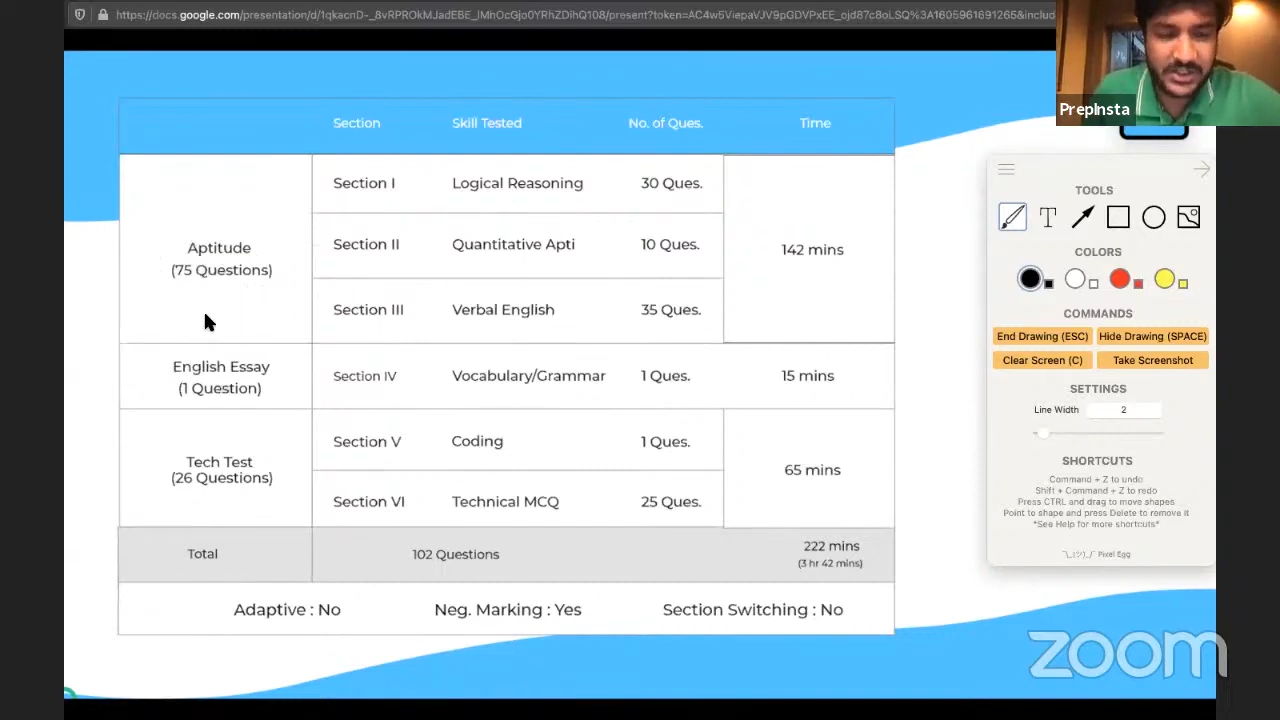 https://docs.google.com/presentation/d/1qkacnD-_8vRPROkMJadEBE_lMhOcGjo0YRhZDihQ108/present?token=AC4w5ViepaVJV9pGDVPxEE_ojd87c8oLSQ%3A1605961691265&includ
PrepInsta
Section Skill Tested No. of Ques. Time
Aptitude
(75 Questions)
Section I Logical Reasoning 30 Ques.
Section II Quantitative Apti 10 Ques.
142 mins
Section III Verbal English 35 Ques.
English Essay
(1 Question)
Section IV Vocabulary/Grammar 1 Ques. 15 mins
Tech Test
(26 Questions)
Section V Coding 1 Ques.
65 mins
Section VI Technical MCQ 25 Ques.
Total 102 Questions 222 mins
(3 hr 42 mins)
Adaptive : No Neg. Marking : Yes Section Switching : No
TOOLS
T
COLORS
COMMANDS
End Drawing (ESC) Hide Drawing (SPACE)
Clear Screen (C) Take Screenshot
SETTINGS
Line Width 2
SHORTCUTS
Command + Z to undo
Shift + Command + Z to redo
Press CTRL and drag to move shapes
Point to shape and press Delete to remove it
*See Help for more shortcuts*
Pixel Egg
zoom